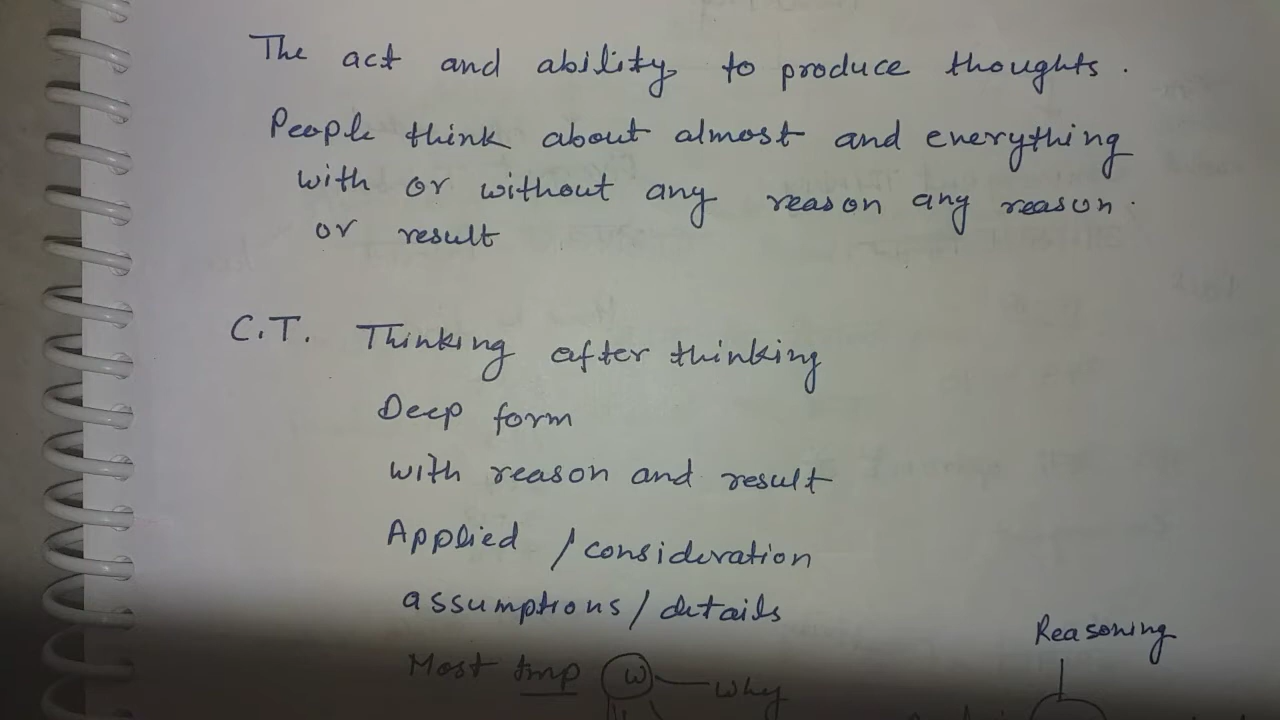 The act and ability to produce thoughts.
People think about almost and everything
with or without any reason any reason.
or result
C.T. Thinking after thinking
Deep form
with reason and result
Applied / consideration
assumptions / details
Reasoning
Most Imp W — Why